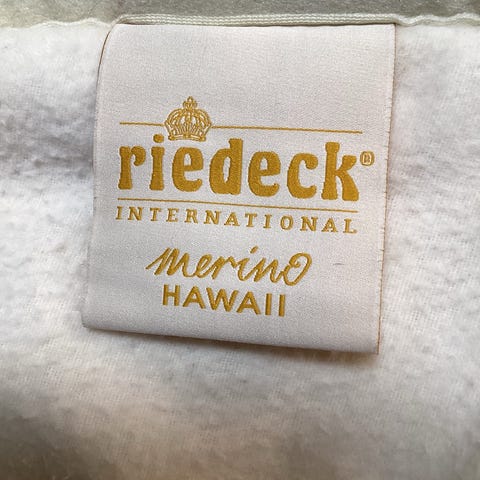 riedeck®
INTERNATIONAL
merino
HAWAII